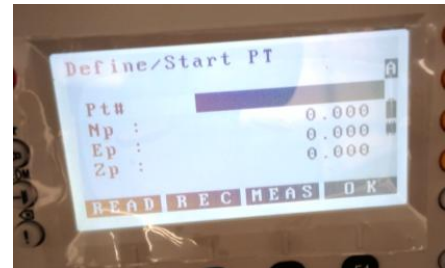 Define/Start PT
A
Pt#
Np : 0.000
Ep : 0.000
Zp : 0.000
READ REC MEAS OK